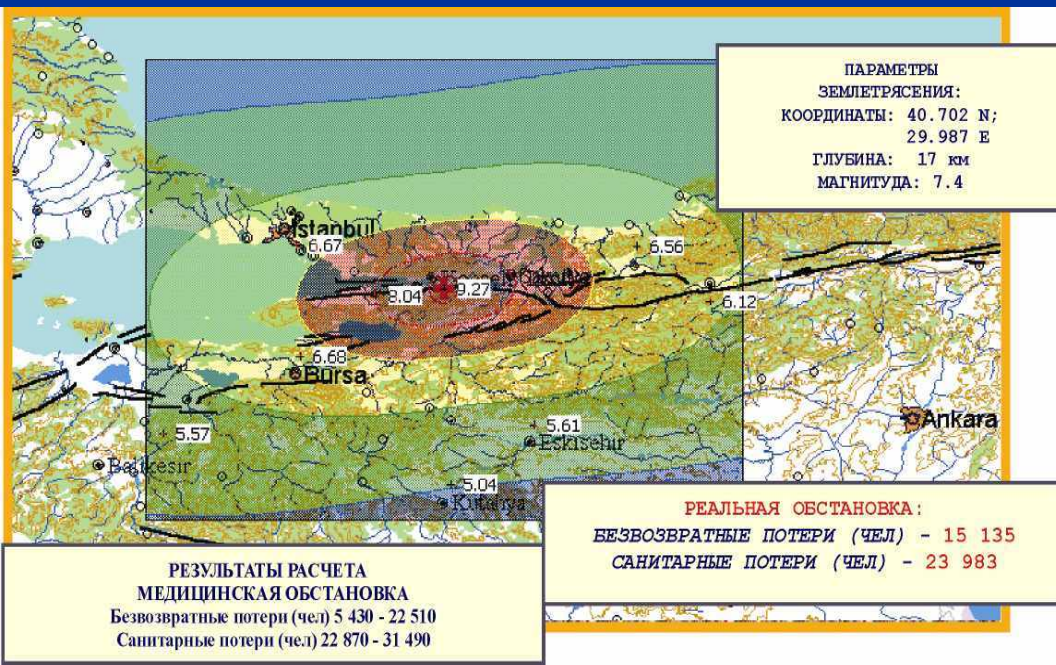 ПАРАМЕТРЫ
ЗЕМЛЕТРЯСЕНИЯ:
КООРДИНАТЫ: 40.702 N;
29.987 E
ГЛУБИНА: 17 км
МАГНИТУДА: 7.4
Istanbul
6.67
6.56
8.04
9.27
6.12
6.68
Bursa
5.57
5.61
Eskisehir
Ankara
Balikesir
5.04
Kutahya
РЕАЛЬНАЯ ОБСТАНОВКА:
БЕЗВОЗВРАТНЫЕ ПОТЕРИ (ЧЕЛ) - 15 135
САНИТАРНЫЕ ПОТЕРИ (ЧЕЛ) - 23 983
РЕЗУЛЬТАТЫ РАСЧЕТА
МЕДИЦИНСКАЯ ОБСТАНОВКА
Безвозвратные потери (чел) 5 430 - 22 510
Санитарные потери (чел) 22 870 - 31 490